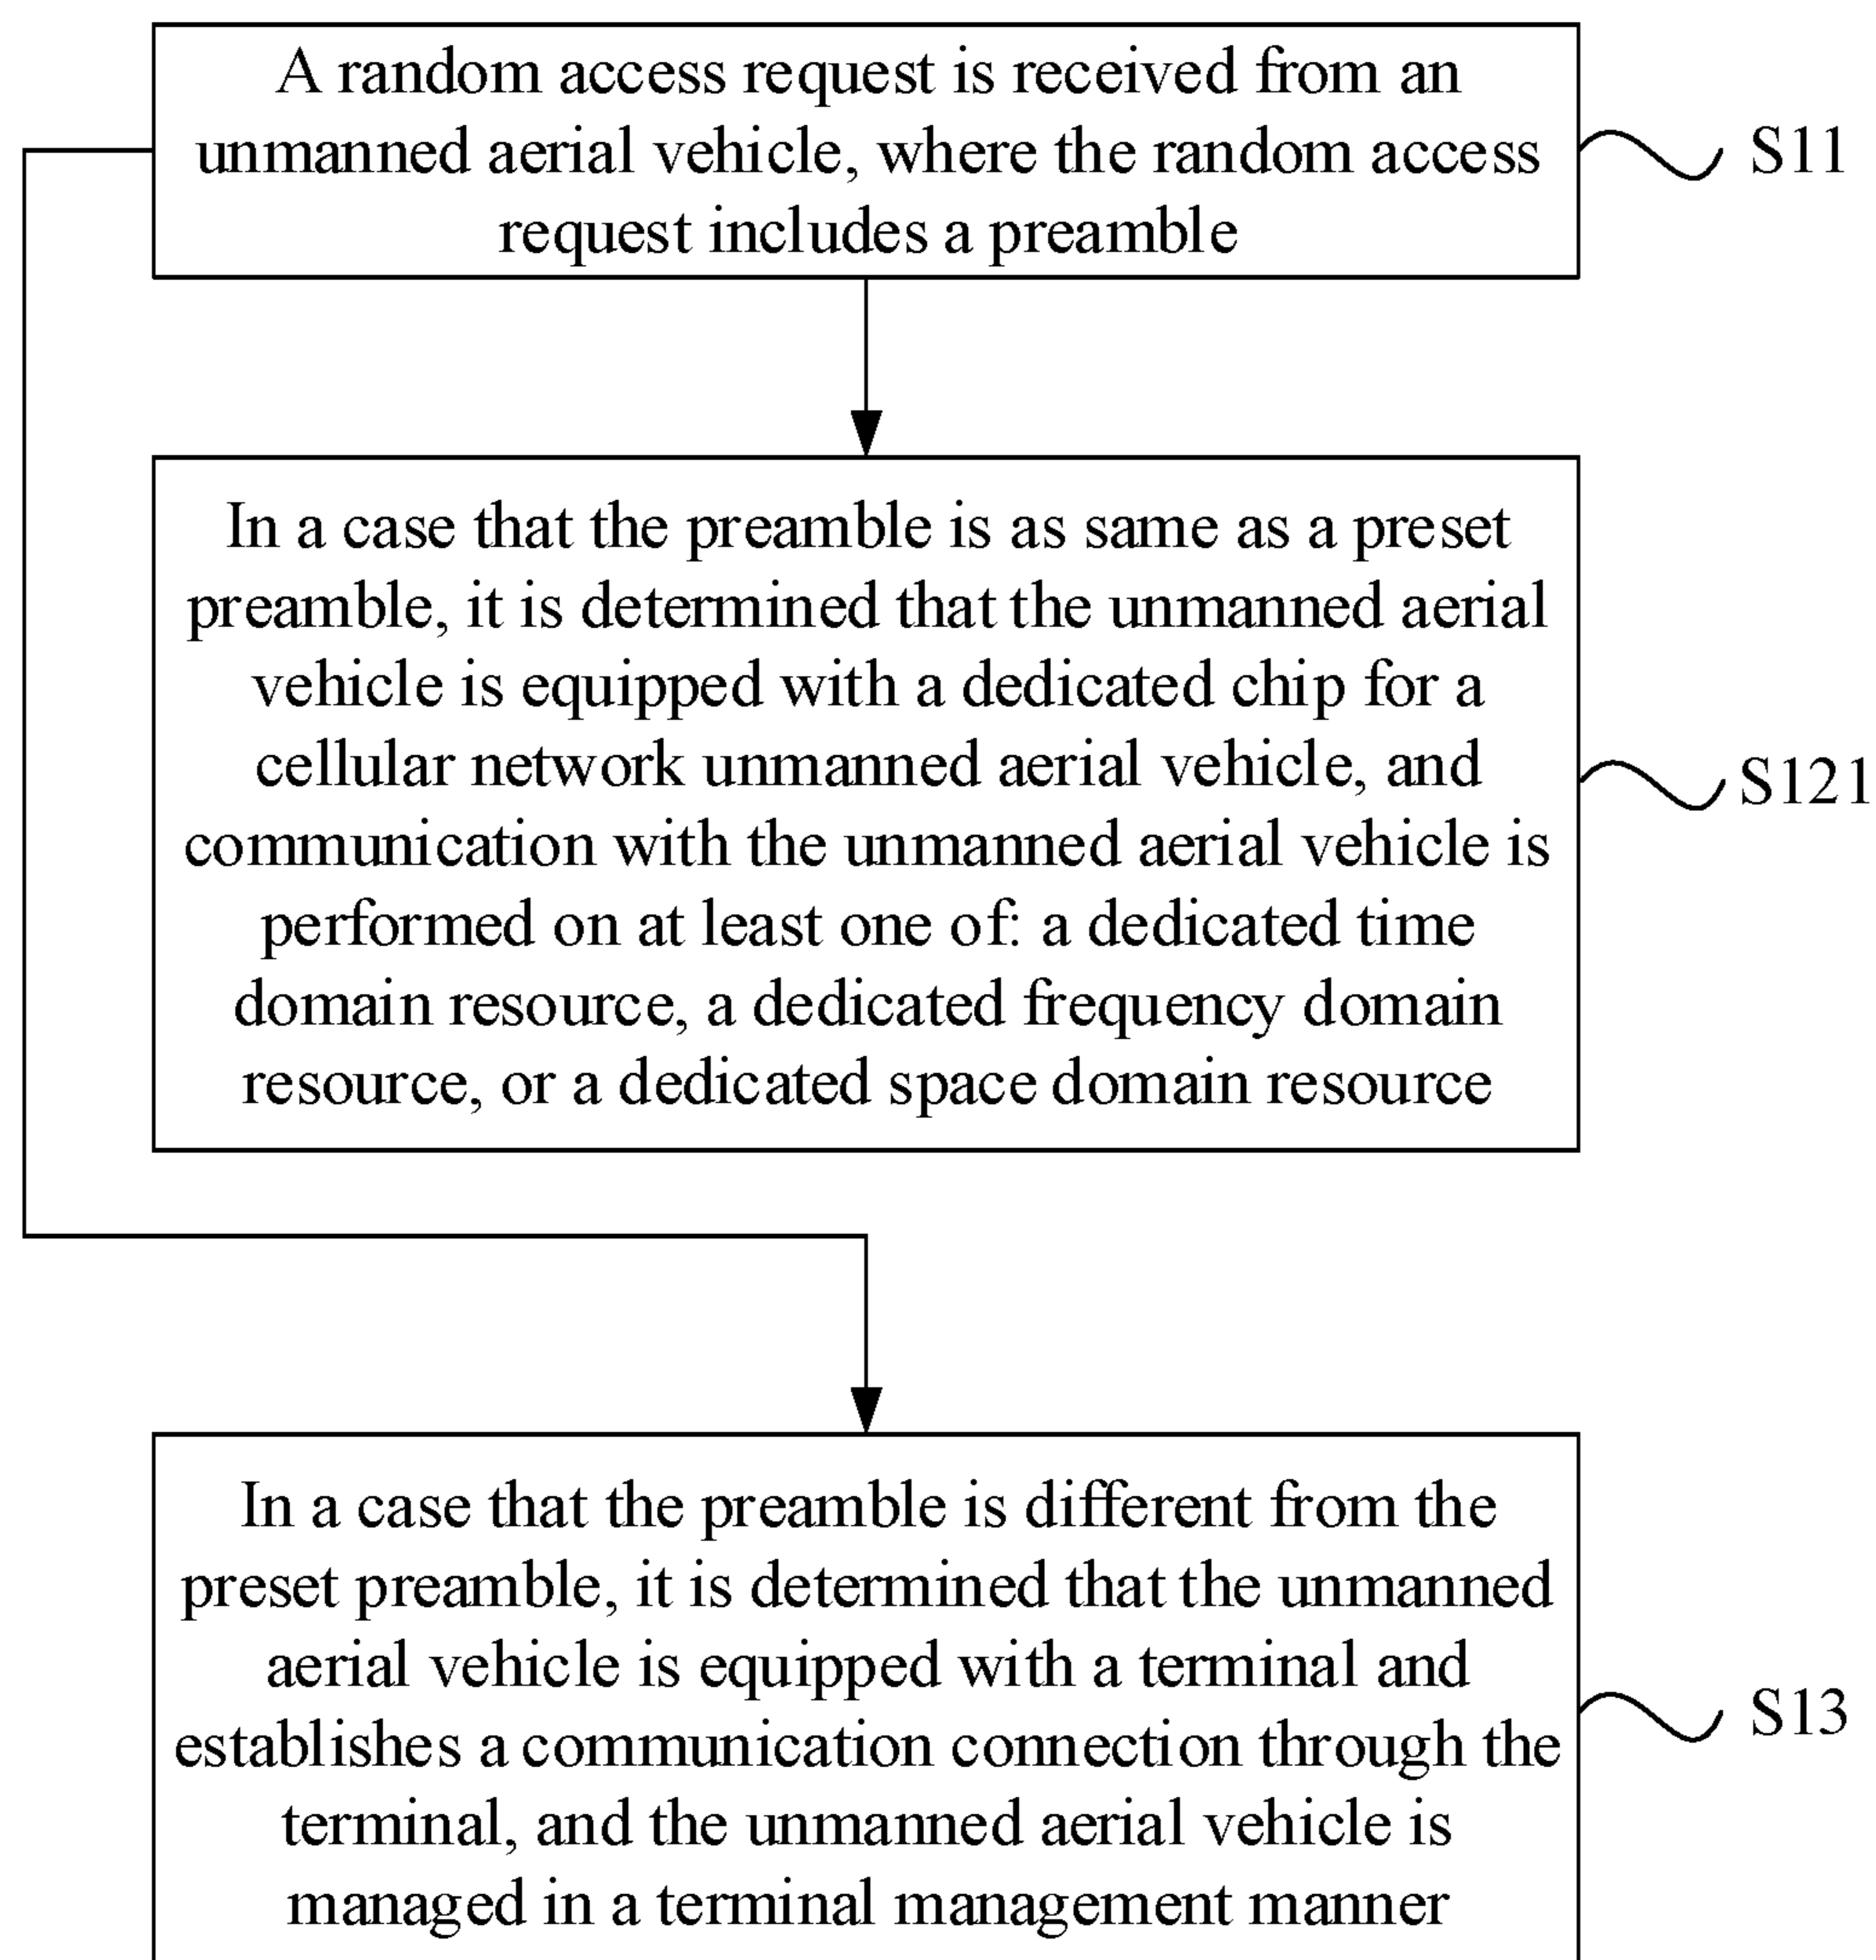 A random access request is received from an
unmanned aerial vehicle, where the random access
request includes a preamble
S11
In a case that the preamble is as same as a preset
preamble, it is determined that the unmanned aerial
vehicle is equipped with a dedicated chip for a
cellular network unmanned aerial vehicle, and
communication with the unmanned aerial vehicle is
performed on at least one of: a dedicated time
domain resource, a dedicated frequency domain
resource, or a dedicated space domain resource
S121
In a case that the preamble is different from the
preset preamble, it is determined that the unmanned
aerial vehicle is equipped with a terminal and
establishes a communication connection through the
terminal, and the unmanned aerial vehicle is
managed in a terminal management manner
S13